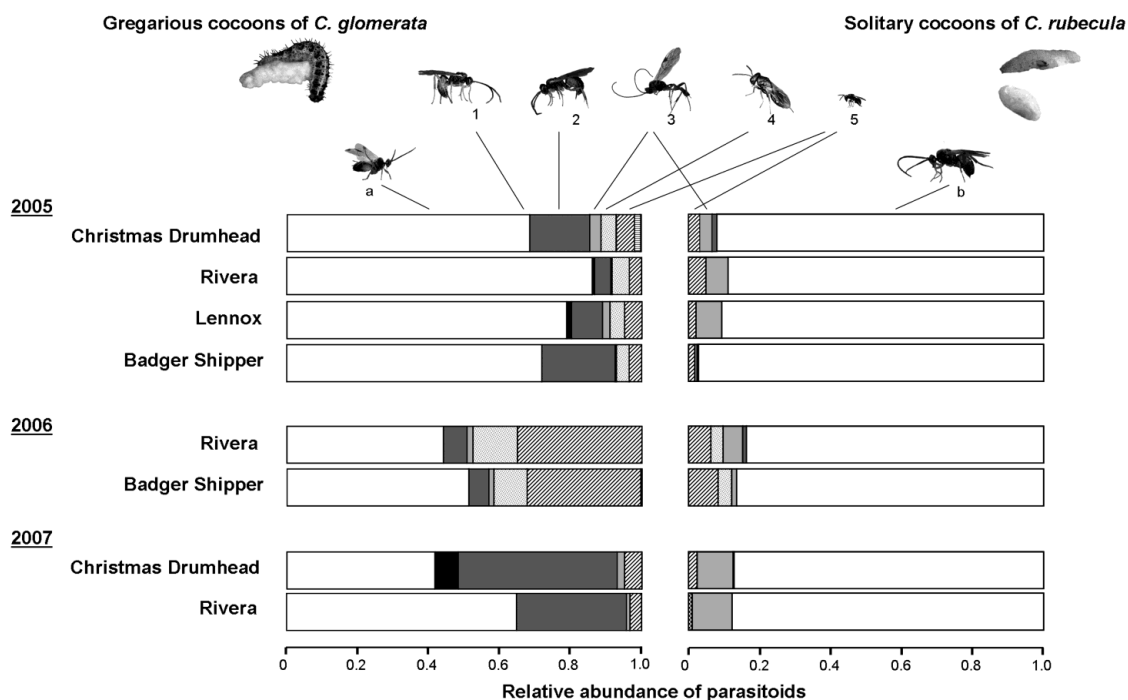 Gregarious cocoons of C. glomerata
Solitary cocoons of C. rubecula
1
2
3
4
5
a
b
2005
Christmas Drumhead
Rivera
Lennox
Badger Shipper
2006
Rivera
Badger Shipper
2007
Christmas Drumhead
Rivera
0 0.2 0.4 0.6 0.8 1.0 0 0.2 0.4 0.6 0.8 1.0
Relative abundance of parasitoids